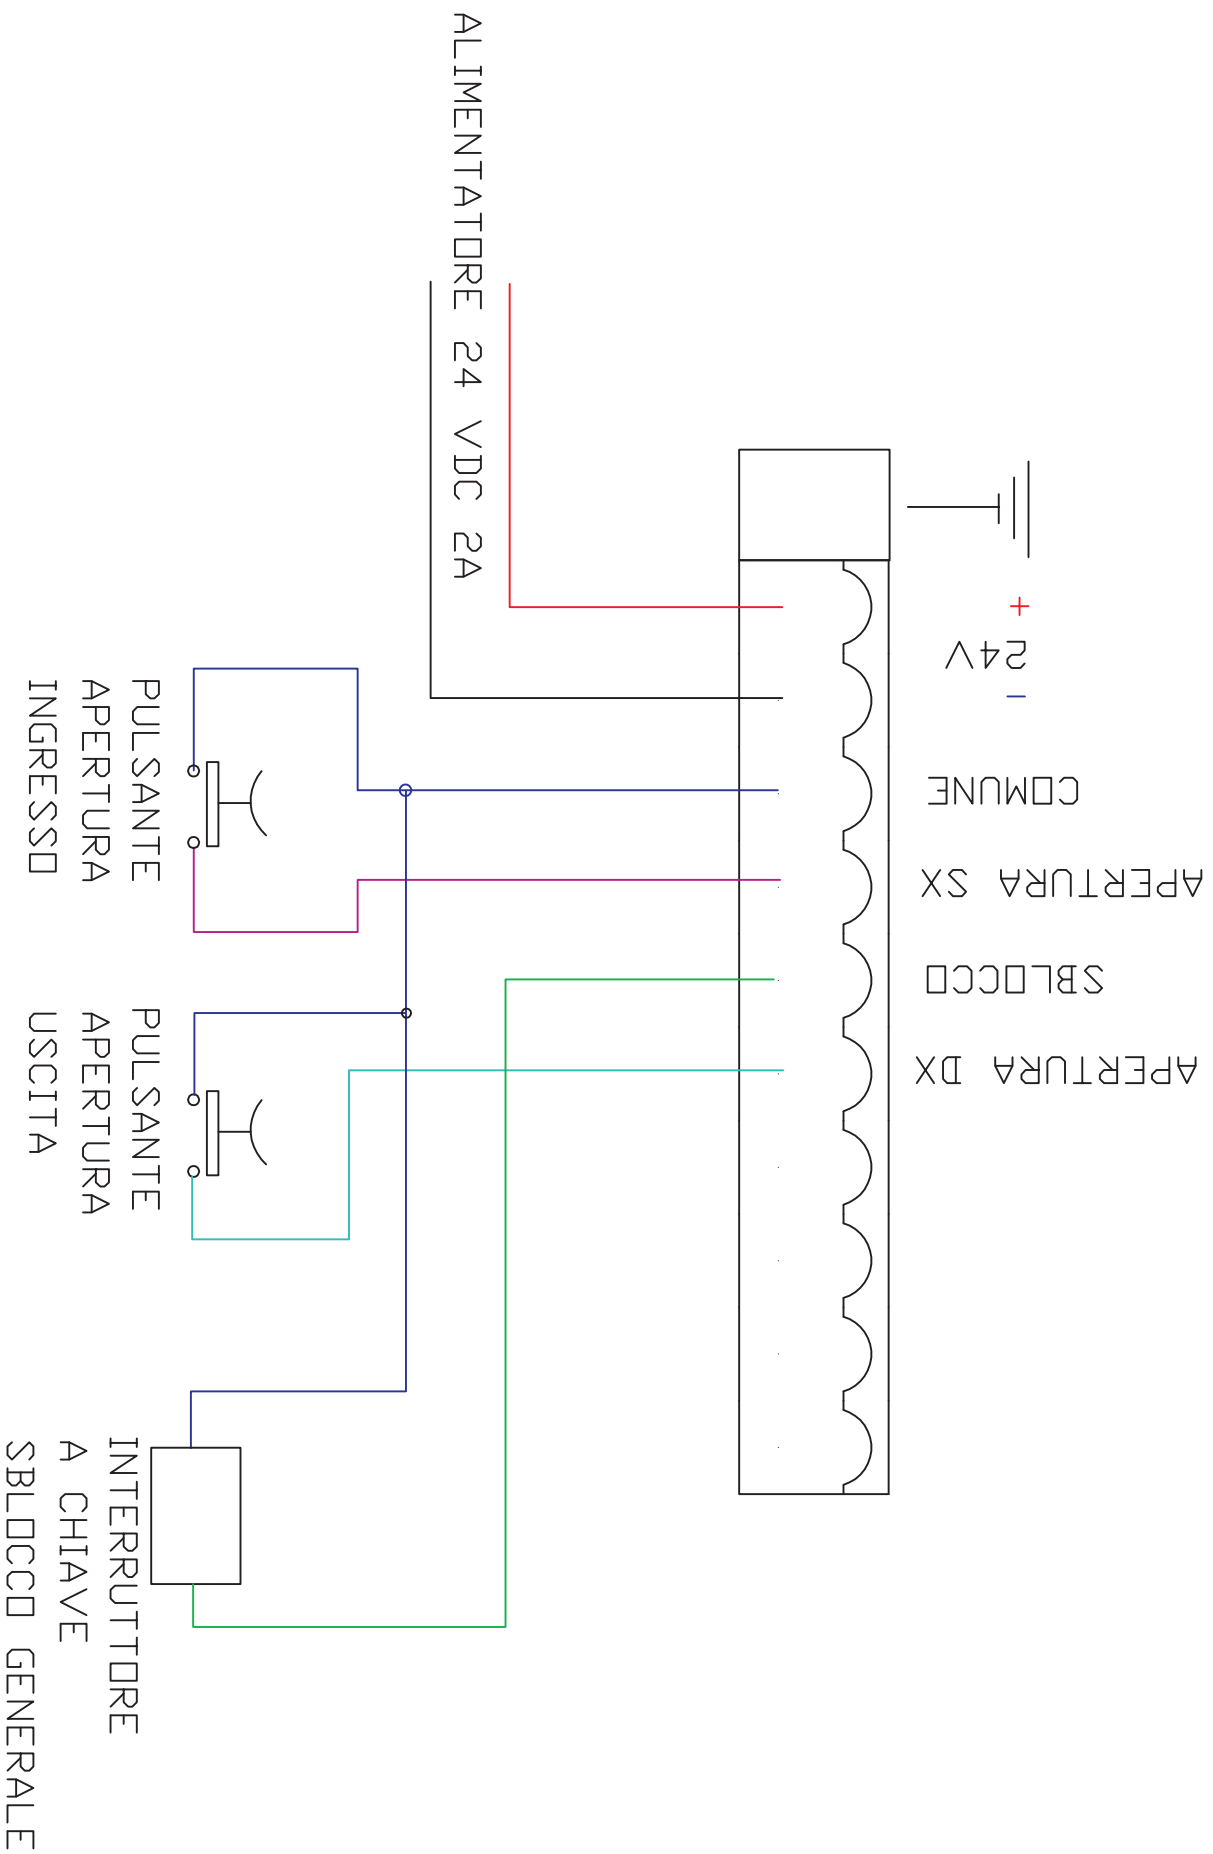 ALIMENTATORE 24 VDC 2A
+
24V
-
COMUNE
APERTURA SX
SBLOCCO
APERTURA DX
PULSANTE
APERTURA
INGRESSO
PULSANTE
APERTURA
USCITA
INTERRUTTORE
A CHIAVE
SBLOCCO GENERALE